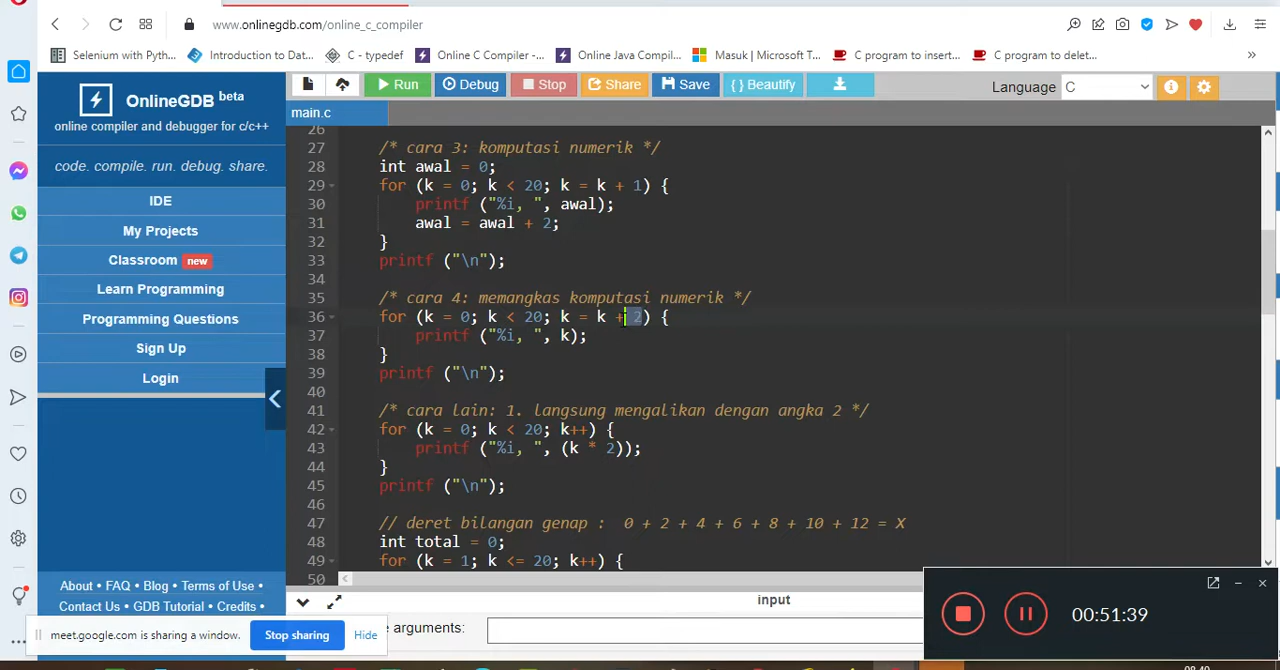 www.onlinegdb.com/online_c_compiler
Selenium with Pyth... Introduction to Dat... C - typedef Online C Compiler -... Online Java Compil... Masuk | Microsoft T... C program to insert... C program to delet... »
OnlineGDB beta
online compiler and debugger for c/c++
code. compile. run. debug. share.
IDE
My Projects
Classroom new
Learn Programming
Programming Questions
Sign Up
Login
About • FAQ • Blog • Terms of Use •
Contact Us • GDB Tutorial • Credits •
Run Debug Stop Share Save { } Beautify Language C
main.c
26
27 /* cara 3: komputasi numerik */
28 int awal = 0;
29 for (k = 0; k < 20; k = k + 1) {
30 printf ("%i, ", awal);
31 awal = awal + 2;
32 }
33 printf ("\n");
34
35 /* cara 4: memangkas komputasi numerik */
36 for (k = 0; k < 20; k = k + 2) {
37 printf ("%i, ", k);
38 }
39 printf ("\n");
40
41 /* cara lain: 1. langsung mengalikan dengan angka 2 */
42 for (k = 0; k < 20; k++) {
43 printf ("%i, ", (k * 2));
44 }
45 printf ("\n");
46
47 // deret bilangan genap : 0 + 2 + 4 + 6 + 8 + 10 + 12 = X
48 int total = 0;
49 for (k = 1; k <= 20; k++) {
50
input
arguments:
meet.google.com is sharing a window. Stop sharing Hide
00:51:39
08.40